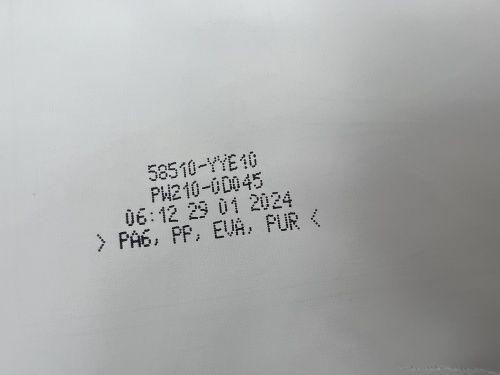 58510-YYE10
PW210-0D045
06:12 29 01 2024
> PA6, PP, EVA, PUR <